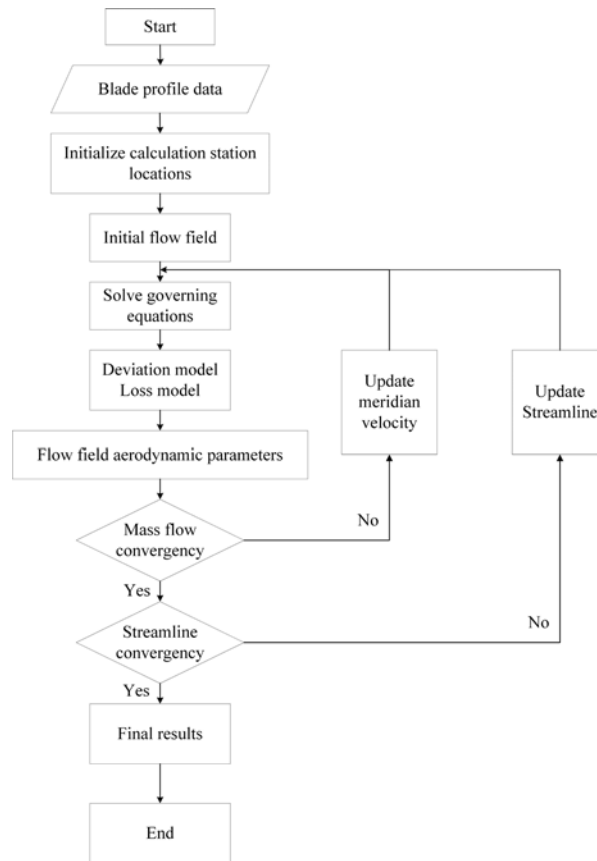 Start
Blade profile data
Initialize calculation station
locations
Initial flow field
Solve governing
equations
Deviation model
Loss model
Update
meridian
velocity
Update
Streamline
Flow field aerodynamic parameters
Mass flow
convergency
No
Yes
Streamline
convergency
No
Yes
Final results
End